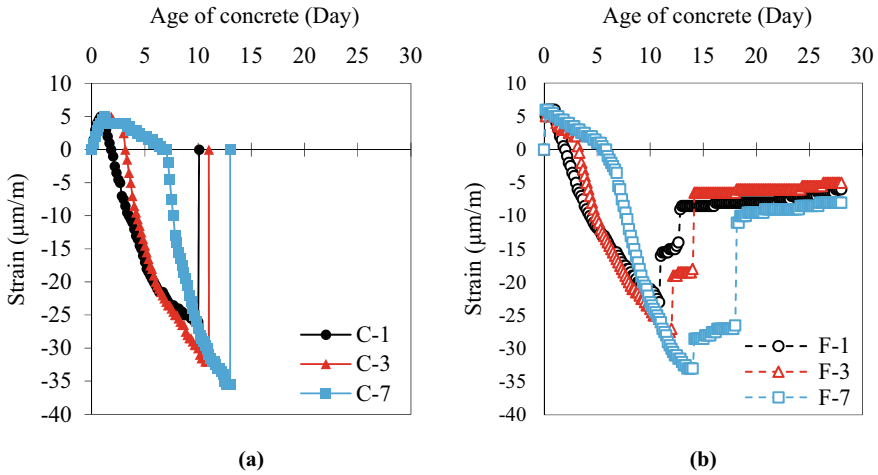 Age of concrete (Day)
0 5 10 15 20 25 30
10
5
0
-5
-10
-15
-20
-25
-30
-35
-40
Strain (μm/m)
C-1
C-3
C-7
(a)
Age of concrete (Day)
0 5 10 15 20 25 30
10
5
0
-5
-10
-15
-20
-25
-30
-35
-40
Strain (μm/m)
F-1
F-3
F-7
(b)